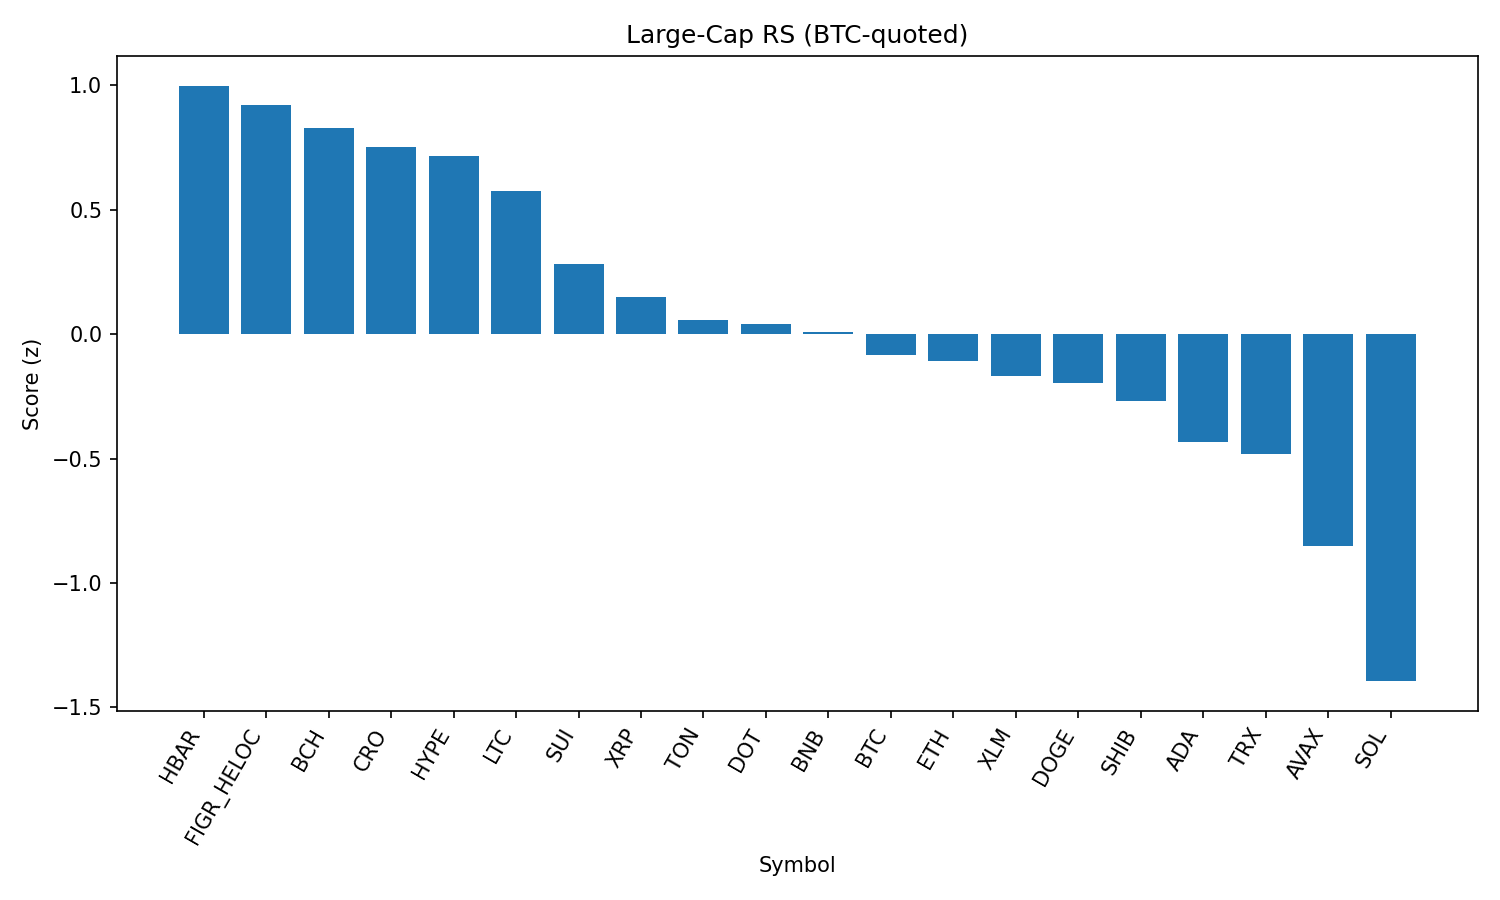 Large-Cap RS (BTC-quoted)
Score (z)
1.0
0.5
0.0
−0.5
−1.0
−1.5
HBAR
FIGR_HELOC
BCH
CRO
HYPE
LTC
SUI
XRP
TON
DOT
BNB
BTC
ETH
XLM
DOGE
SHIB
ADA
TRX
AVAX
SOL
Symbol